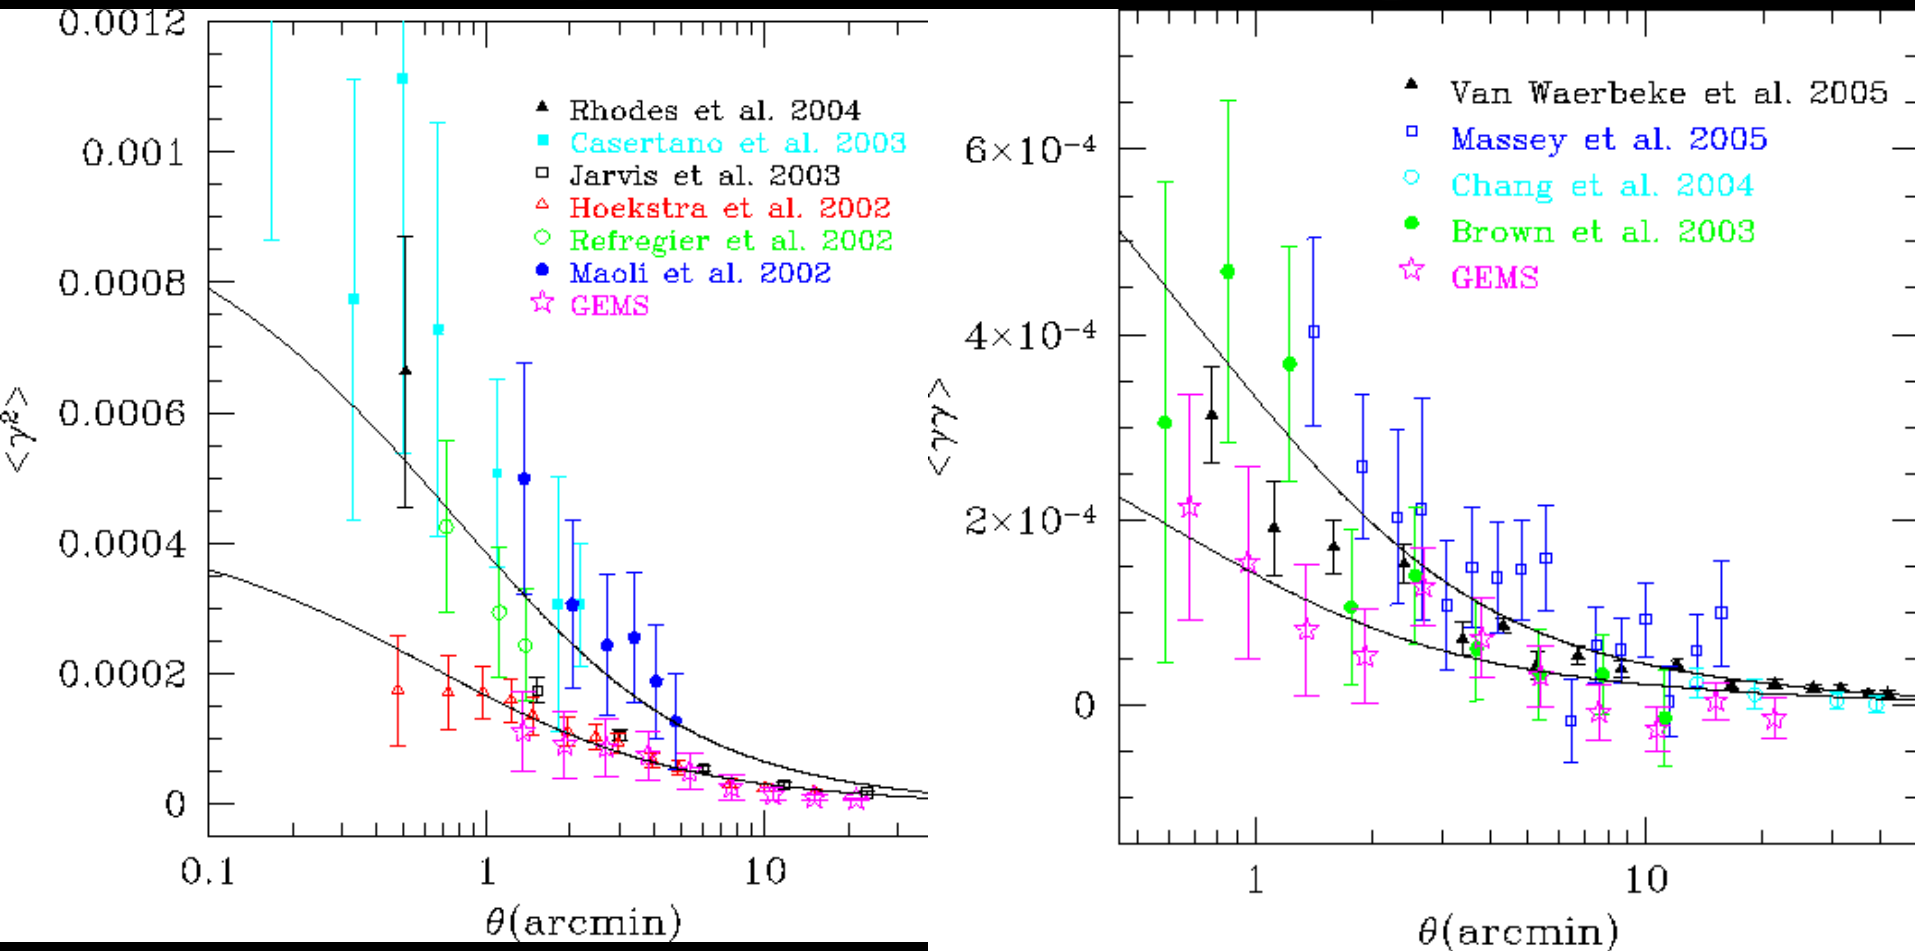 0.0012
0.001
0.0008
0.0006
0.0004
0.0002
0
<γ²>
Rhodes et al. 2004
Casertano et al. 2003
Jarvis et al. 2003
Hoekstra et al. 2002
Refregier et al. 2002
Maoli et al. 2002
GEMS
0.1 1 10
θ(arcmin)
6×10⁻⁴
4×10⁻⁴
2×10⁻⁴
0
<γγ>
Van Waerbeke et al. 2005
Massey et al. 2005
Chang et al. 2004
Brown et al. 2003
GEMS
1 10
θ(arcmin)